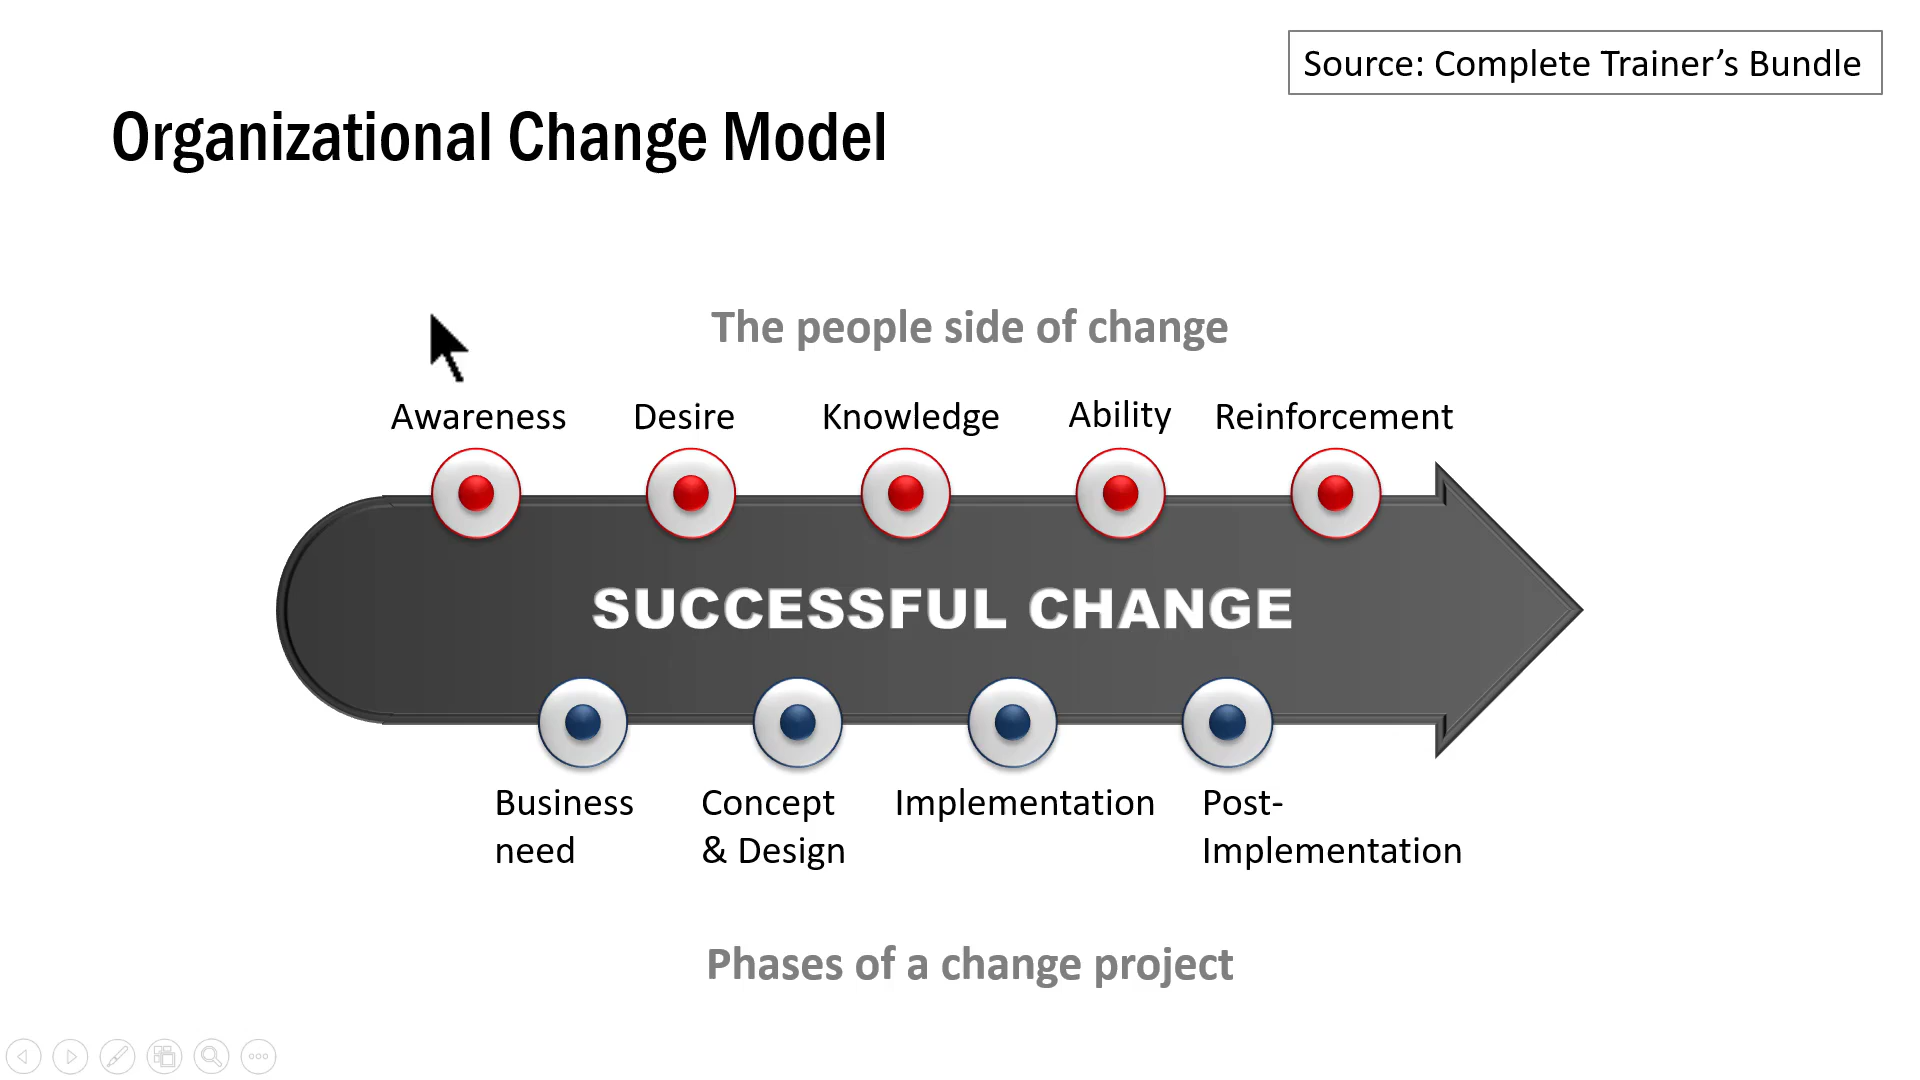 Source: Complete Trainer’s Bundle
Organizational Change Model
The people side of change
Awareness
Desire
Knowledge
Ability
Reinforcement
SUCCESSFUL CHANGE
Business
need
Concept
& Design
Implementation
Post-
Implementation
Phases of a change project